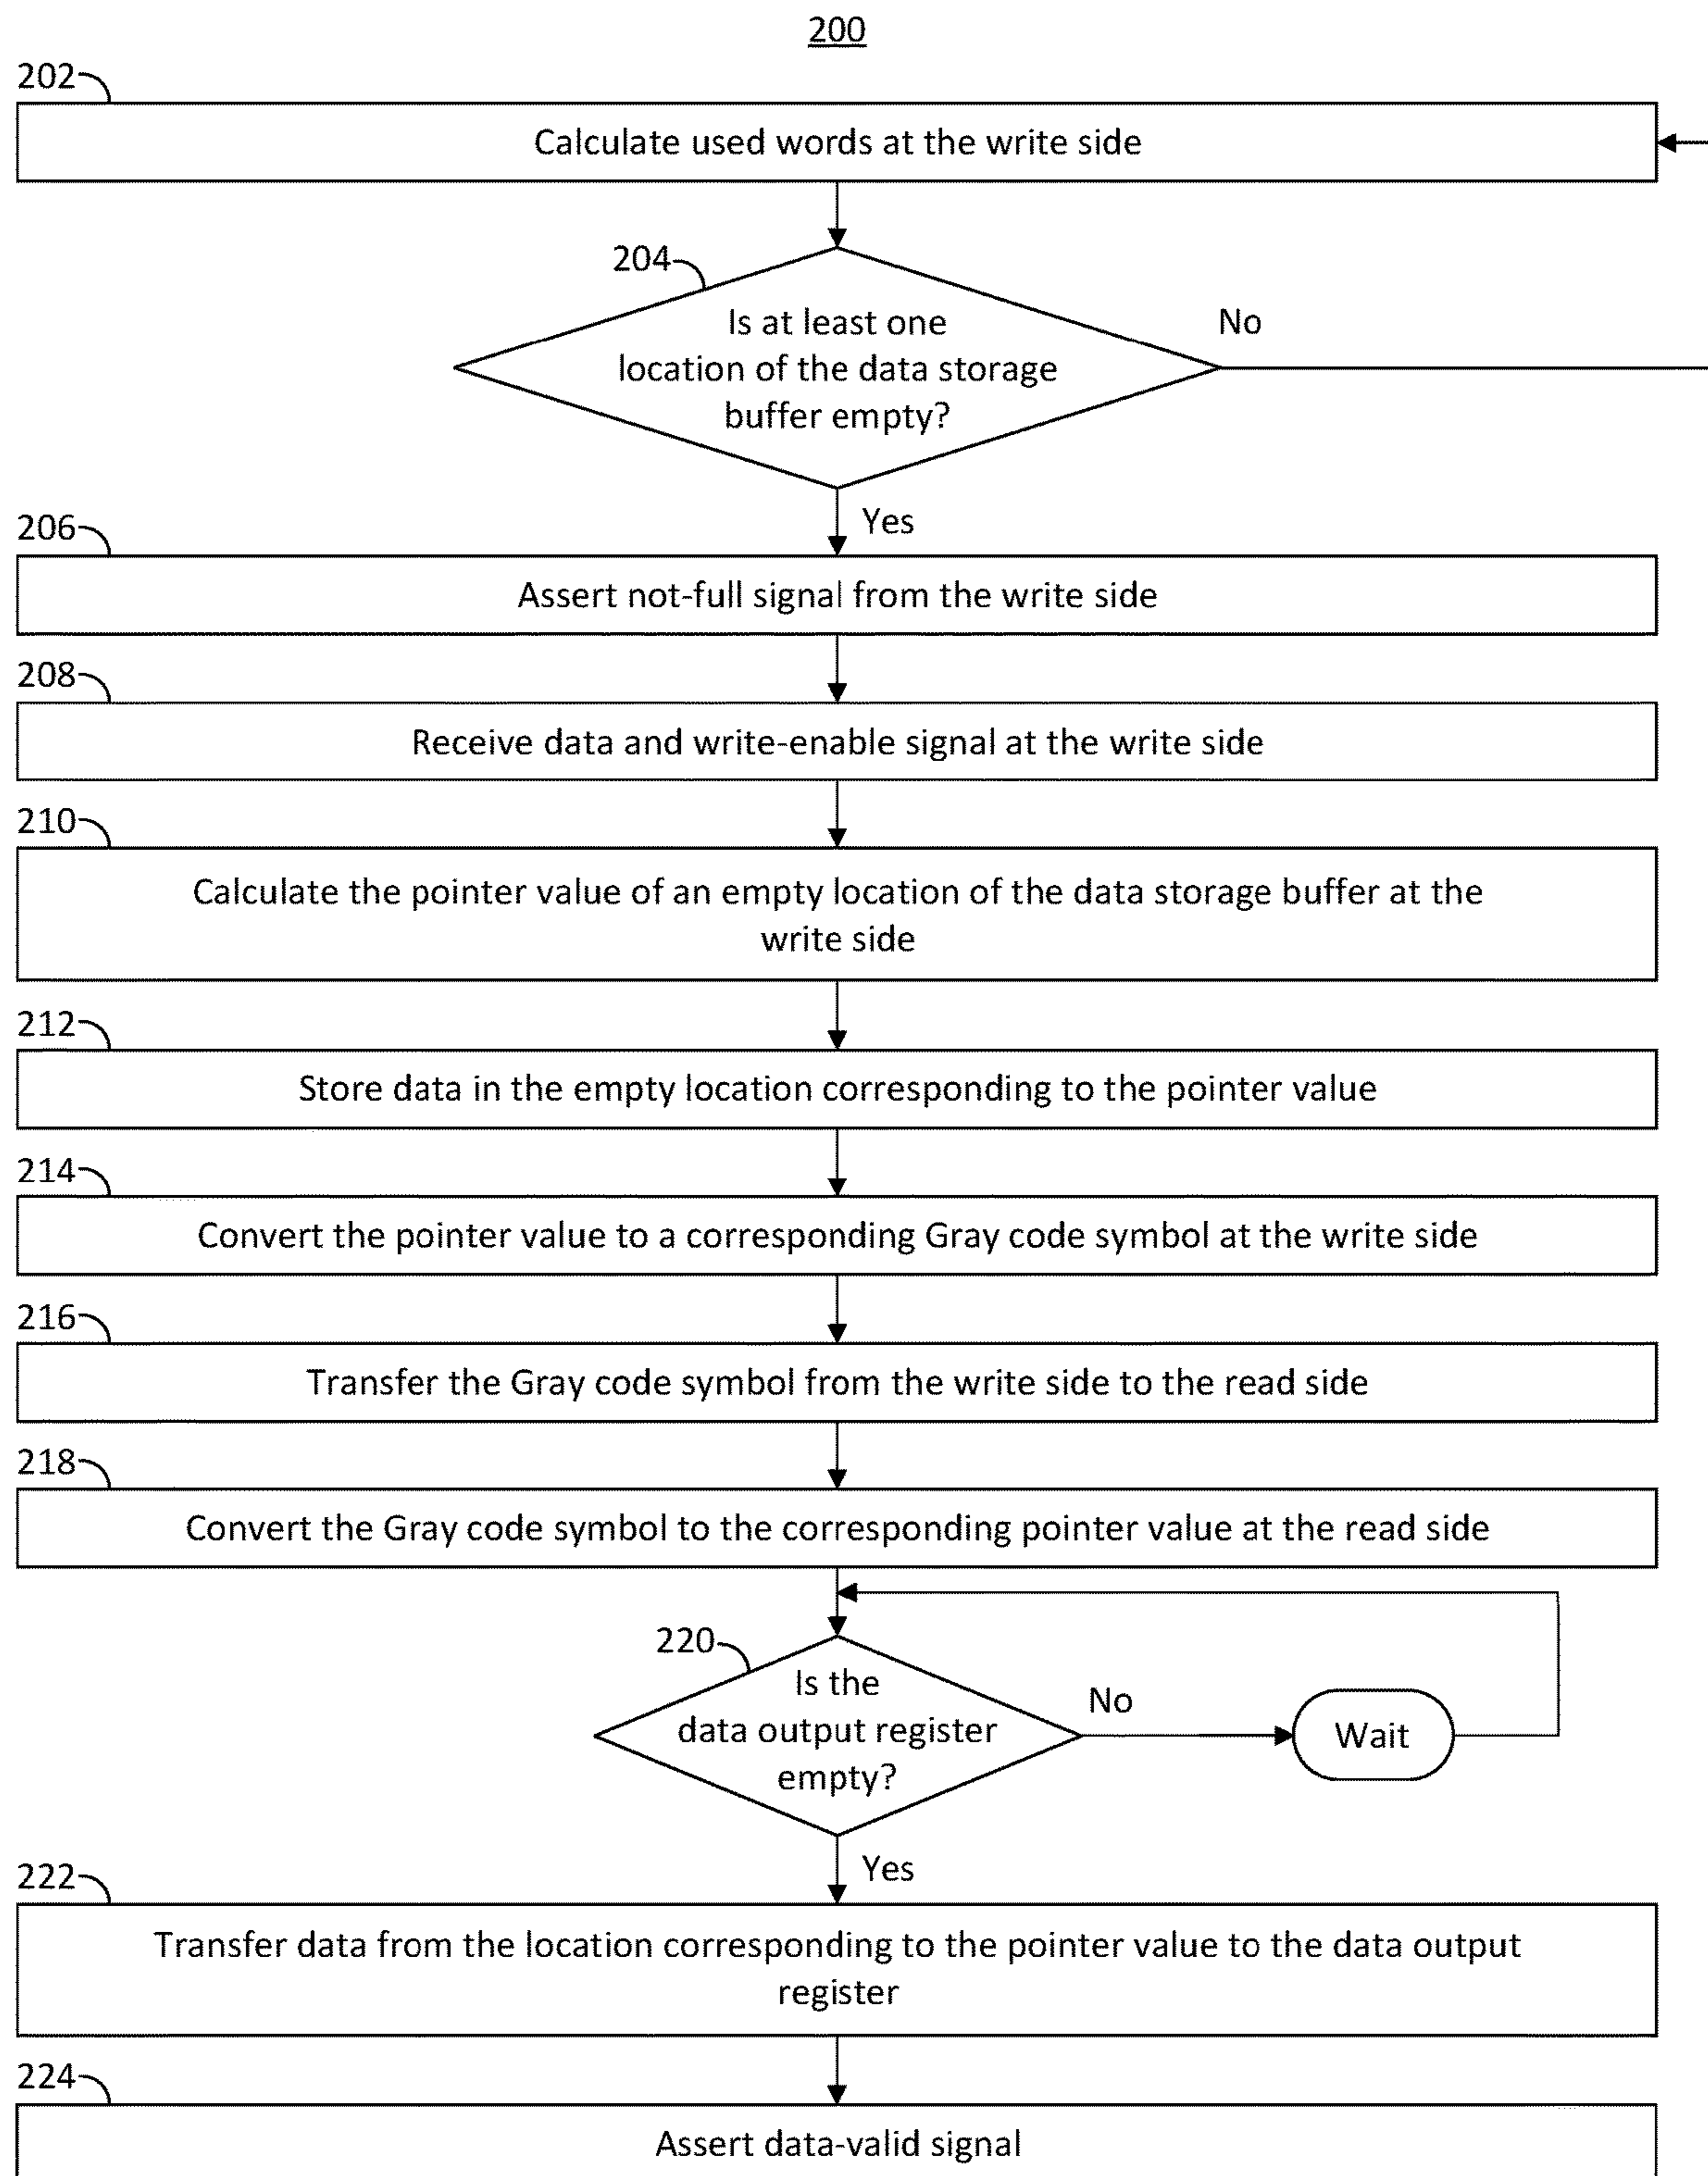 200
202
Calculate used words at the write side
204
Is at least one
location of the data storage
buffer empty?
No
Yes
206
Assert not-full signal from the write side
208
Receive data and write-enable signal at the write side
210
Calculate the pointer value of an empty location of the data storage buffer at the
write side
212
Store data in the empty location corresponding to the pointer value
214
Convert the pointer value to a corresponding Gray code symbol at the write side
216
Transfer the Gray code symbol from the write side to the read side
218
Convert the Gray code symbol to the corresponding pointer value at the read side
220
Is the
data output register
empty?
No
Wait
Yes
222
Transfer data from the location corresponding to the pointer value to the data output
register
224
Assert data-valid signal